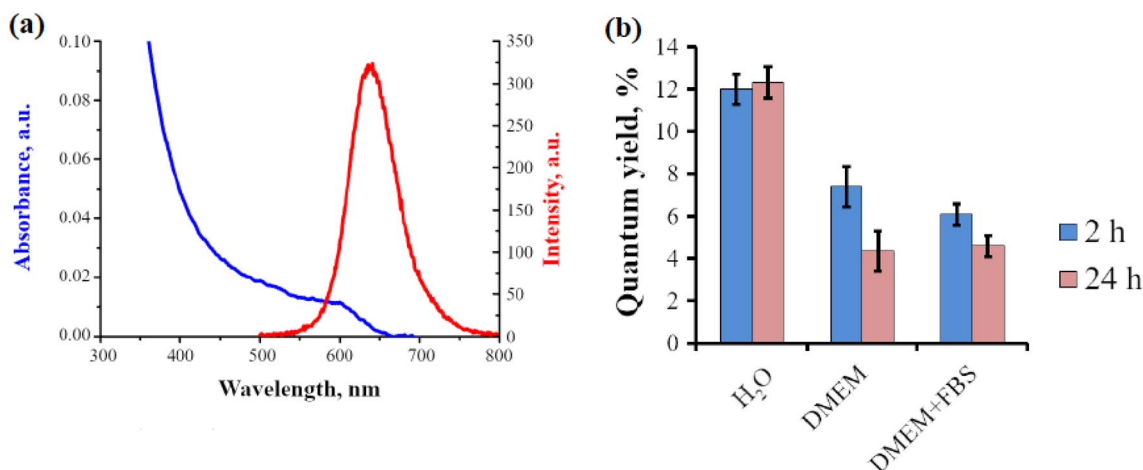 (a)
0.10
0.08
0.06
0.04
0.02
0.00
Absorbance, a.u.
350
300
250
200
150
100
50
0
Intensity, a.u.
300 400 500 600 700 800
Wavelength, nm
(b)
14
12
10
8
6
4
2
0
Quantum yield, %
H₂O
DMEM
DMEM+FBS
2 h
24 h